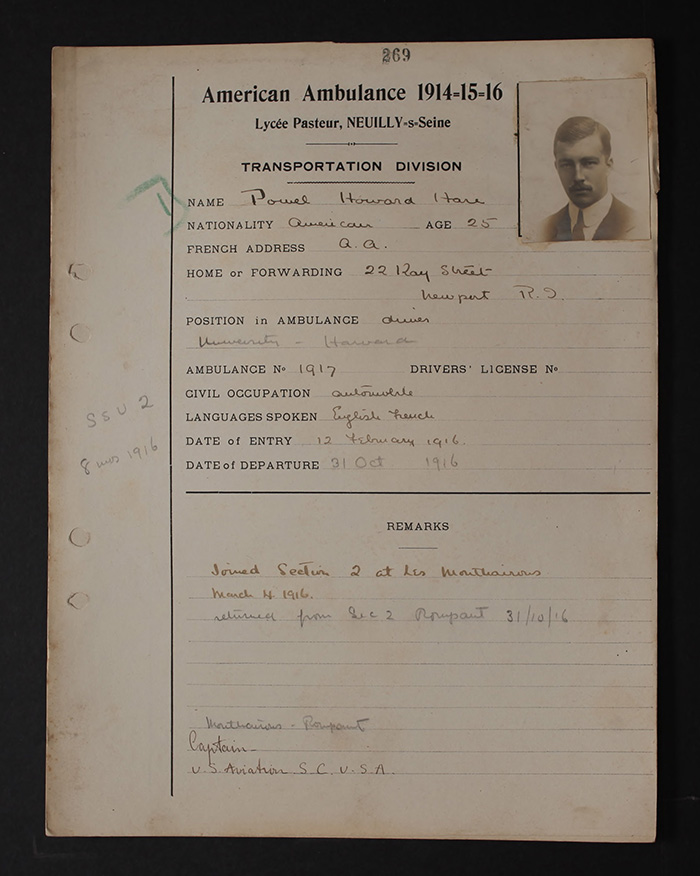 269
American Ambulance 1914-15-16
Lycée Pasteur, NEUILLY-s-Seine
TRANSPORTATION DIVISION
NAME Powel Howard Hare
NATIONALITY American AGE 25
FRENCH ADDRESS A.A.
HOME or FORWARDING 22 Kay Street
Newport R.I.
POSITION in AMBULANCE driver
University - Harvard
AMBULANCE No 1917 DRIVERS' LICENSE No
CIVIL OCCUPATION automobile
LANGUAGES SPOKEN English French
DATE of ENTRY 12 February 1916.
DATE of DEPARTURE 31 Oct 1916
SSU 2
8 mos 1916
REMARKS
Joined Section 2 at Les Monthairons
March 4. 1916.
returned from Sec 2 Rompant 31/10/16
Monthairons - Rompant
Captain -
U.S. Aviation S.C. U.S.A.